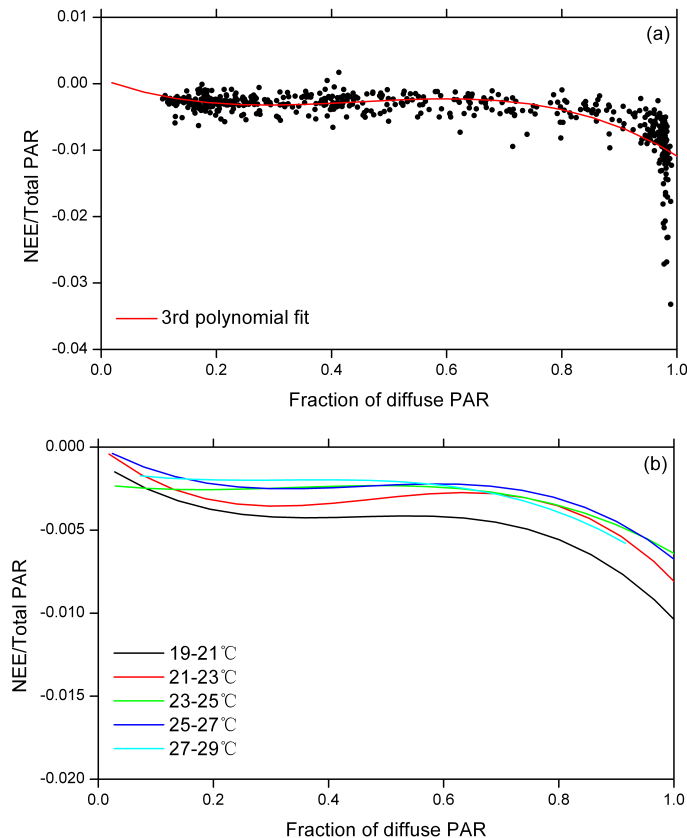 0.01
(a)
0.00
-0.01
NEE/Total PAR
-0.02
-0.03
3rd polynomial fit
-0.04
0.0 0.2 0.4 0.6 0.8 1.0
Fraction of diffuse PAR
0.000
(b)
-0.005
NEE/Total PAR
-0.010
19-21℃
21-23℃
-0.015
23-25℃
25-27℃
27-29℃
-0.020
0.0 0.2 0.4 0.6 0.8 1.0
Fraction of diffuse PAR